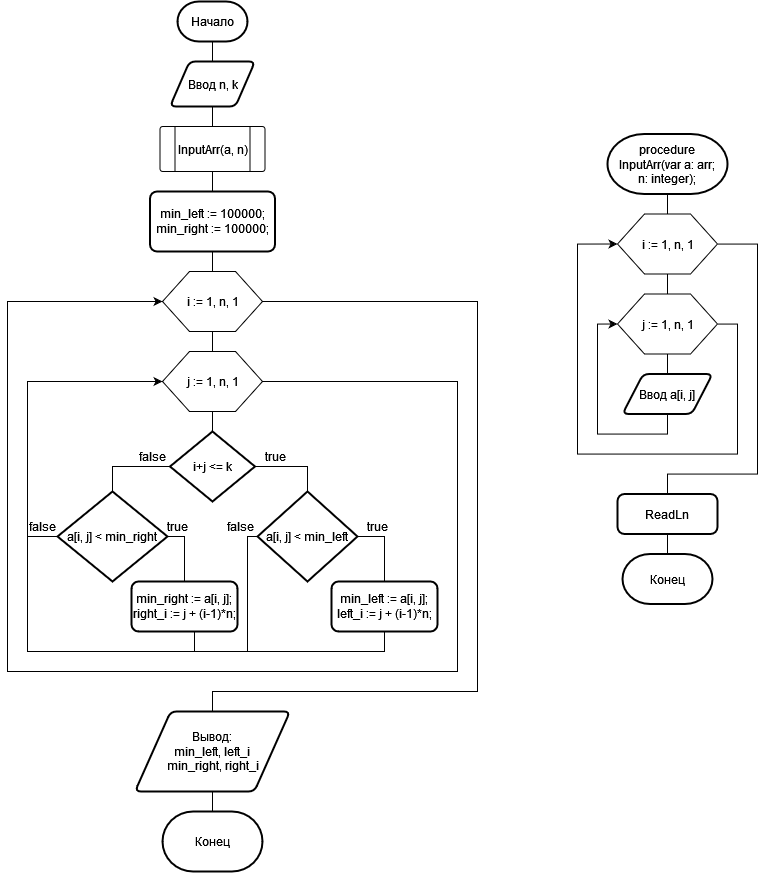 Начало
Ввод n, k
InputArr(a, n)
min_left := 100000;
min_right := 100000;
i := 1, n, 1
j := 1, n, 1
false
true
i+j <= k
false
a[i, j] < min_right
true
false
a[i, j] < min_left
true
min_right := a[i, j];
right_i := j + (i-1)*n;
min_left := a[i, j];
left_i := j + (i-1)*n;
Вывод:
min_left, left_i
min_right, right_i
Конец
procedure
InputArr(var a: arr;
n: integer);
i := 1, n, 1
j := 1, n, 1
Ввод a[i, j]
ReadLn
Конец